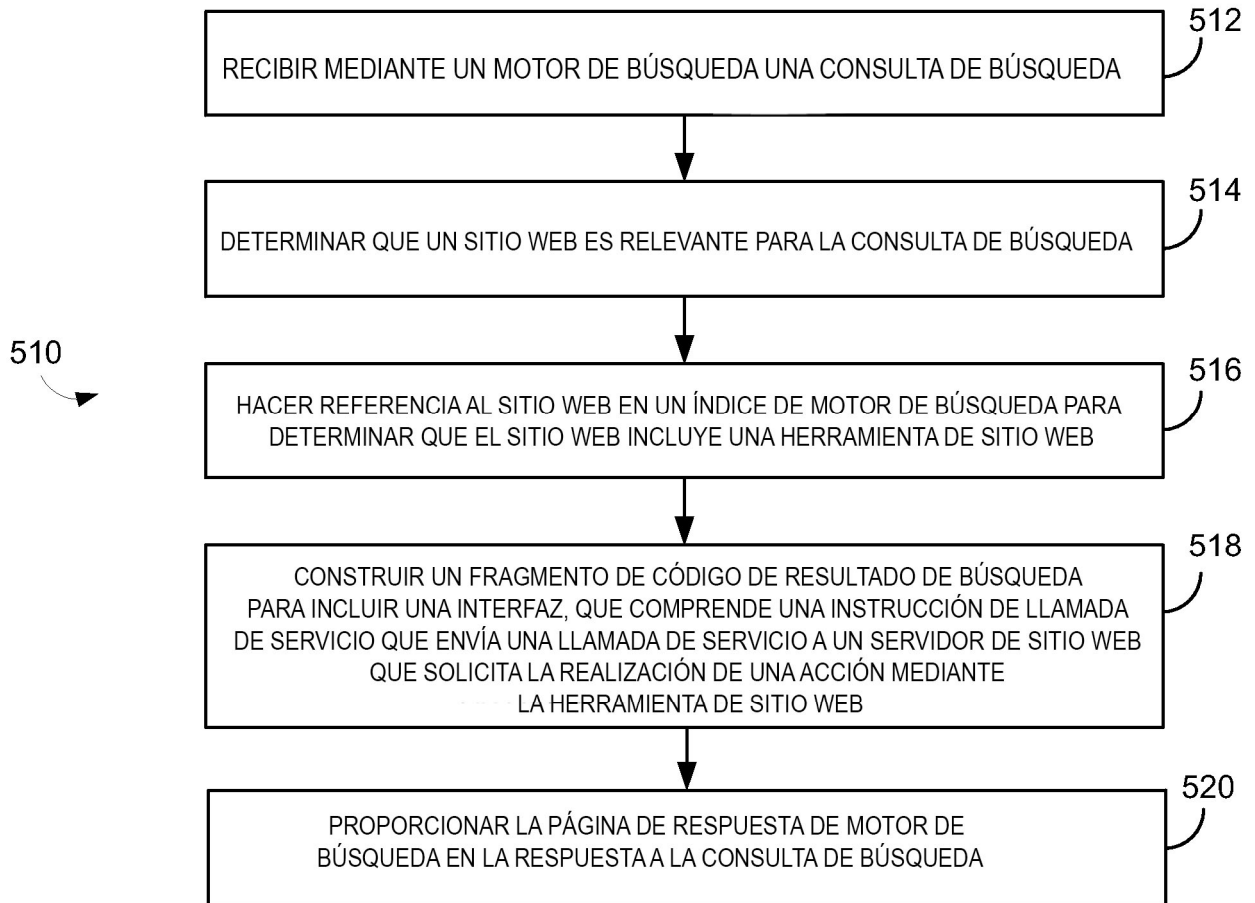 512
RECIBIR MEDIANTE UN MOTOR DE BÚSQUEDA UNA CONSULTA DE BÚSQUEDA
514
DETERMINAR QUE UN SITIO WEB ES RELEVANTE PARA LA CONSULTA DE BÚSQUEDA
510
516
HACER REFERENCIA AL SITIO WEB EN UN ÍNDICE DE MOTOR DE BÚSQUEDA PARA
DETERMINAR QUE EL SITIO WEB INCLUYE UNA HERRAMIENTA DE SITIO WEB
518
CONSTRUIR UN FRAGMENTO DE CÓDIGO DE RESULTADO DE BÚSQUEDA
PARA INCLUIR UNA INTERFAZ, QUE COMPRENDE UNA INSTRUCCIÓN DE LLAMADA
DE SERVICIO QUE ENVÍA UNA LLAMADA DE SERVICIO A UN SERVIDOR DE SITIO WEB
QUE SOLICITA LA REALIZACIÓN DE UNA ACCIÓN MEDIANTE
LA HERRAMIENTA DE SITIO WEB
520
PROPORCIONAR LA PÁGINA DE RESPUESTA DE MOTOR DE
BÚSQUEDA EN LA RESPUESTA A LA CONSULTA DE BÚSQUEDA